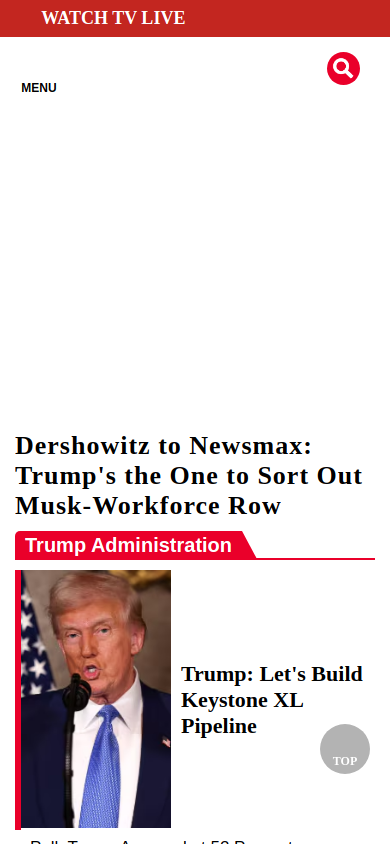 WATCH TV LIVE
MENU
Dershowitz to Newsmax:
Trump's the One to Sort Out
Musk-Workforce Row
Trump Administration
Trump: Let's Build
Keystone XL
Pipeline
TOP